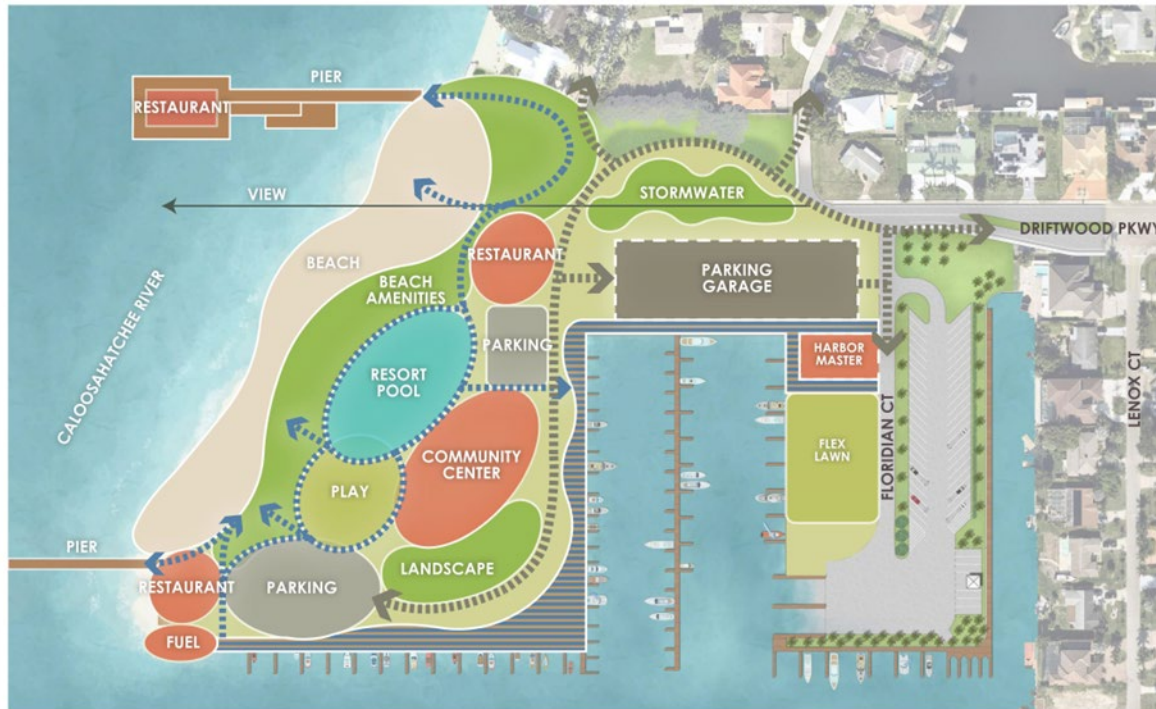 PIER
RESTAURANT
VIEW
STORMWATER
DRIFTWOOD PKWY
RESTAURANT
BEACH
BEACH
AMENITIES
PARKING
GARAGE
CALOOSAHATCHEE RIVER
PARKING
HARBOR
MASTER
RESORT
POOL
LENOX CT
COMMUNITY
CENTER
FLEX
LAWN
FLORIDIAN CT
PLAY
PIER
LANDSCAPE
RESTAURANT
PARKING
FUEL